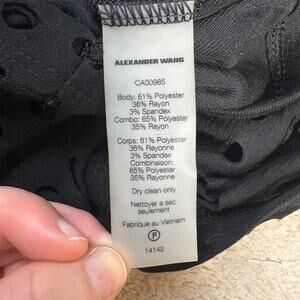 ALEXANDER WANG
CA00985
Body: 61% Polyester
36% Rayon
3% Spandex
Combo: 65% Polyester
35% Rayon
Corps: 61% Polyester
36% Rayonne
3% Spandex
Combinaison:
65% Polyester
35% Rayonne
Dry clean only
Nettoyer a sec
seulement
Fabrique au Vietnam
P
14142